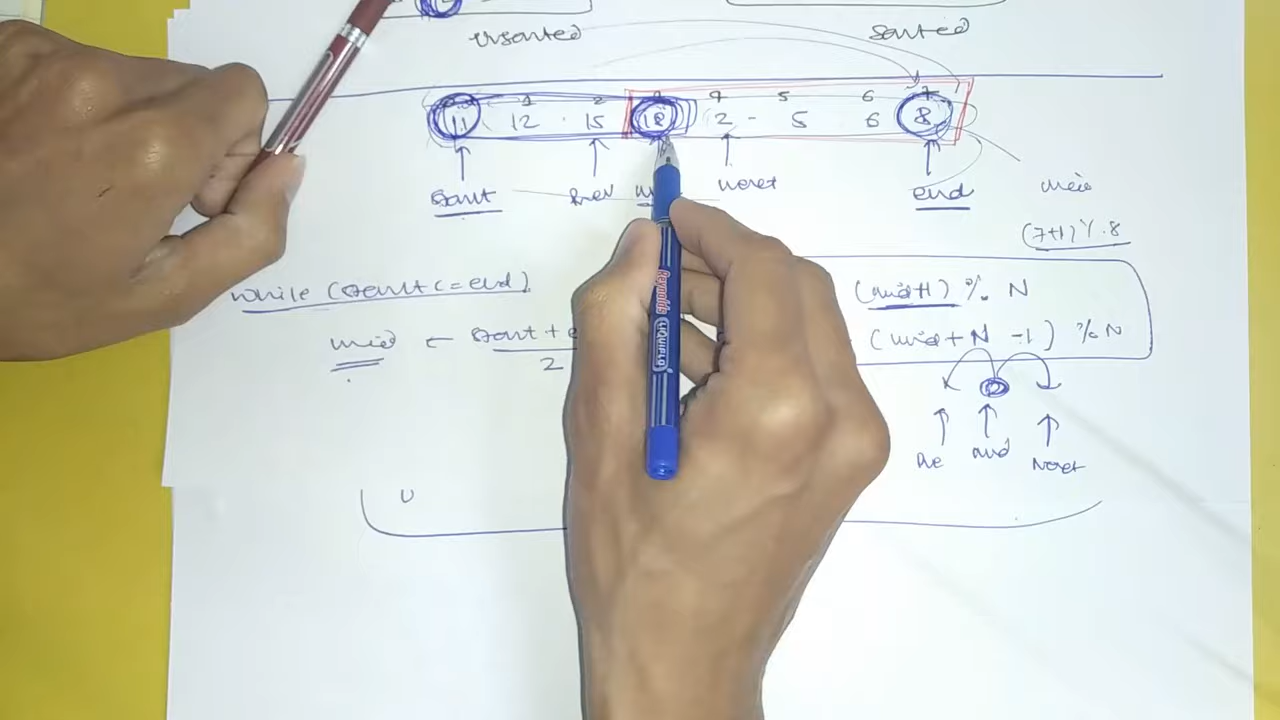 unsorted sorted
0 1 2 3 4 5 6 7
11 12 15 18 2 5 6 8
start prev next end mid
(7+1) % 8
while (start <= end)
(mid+1) % N
mid ← start + e
2
(mid + N - 1) % N
Pre mid Next
U
Reynolds LIQUIFLO